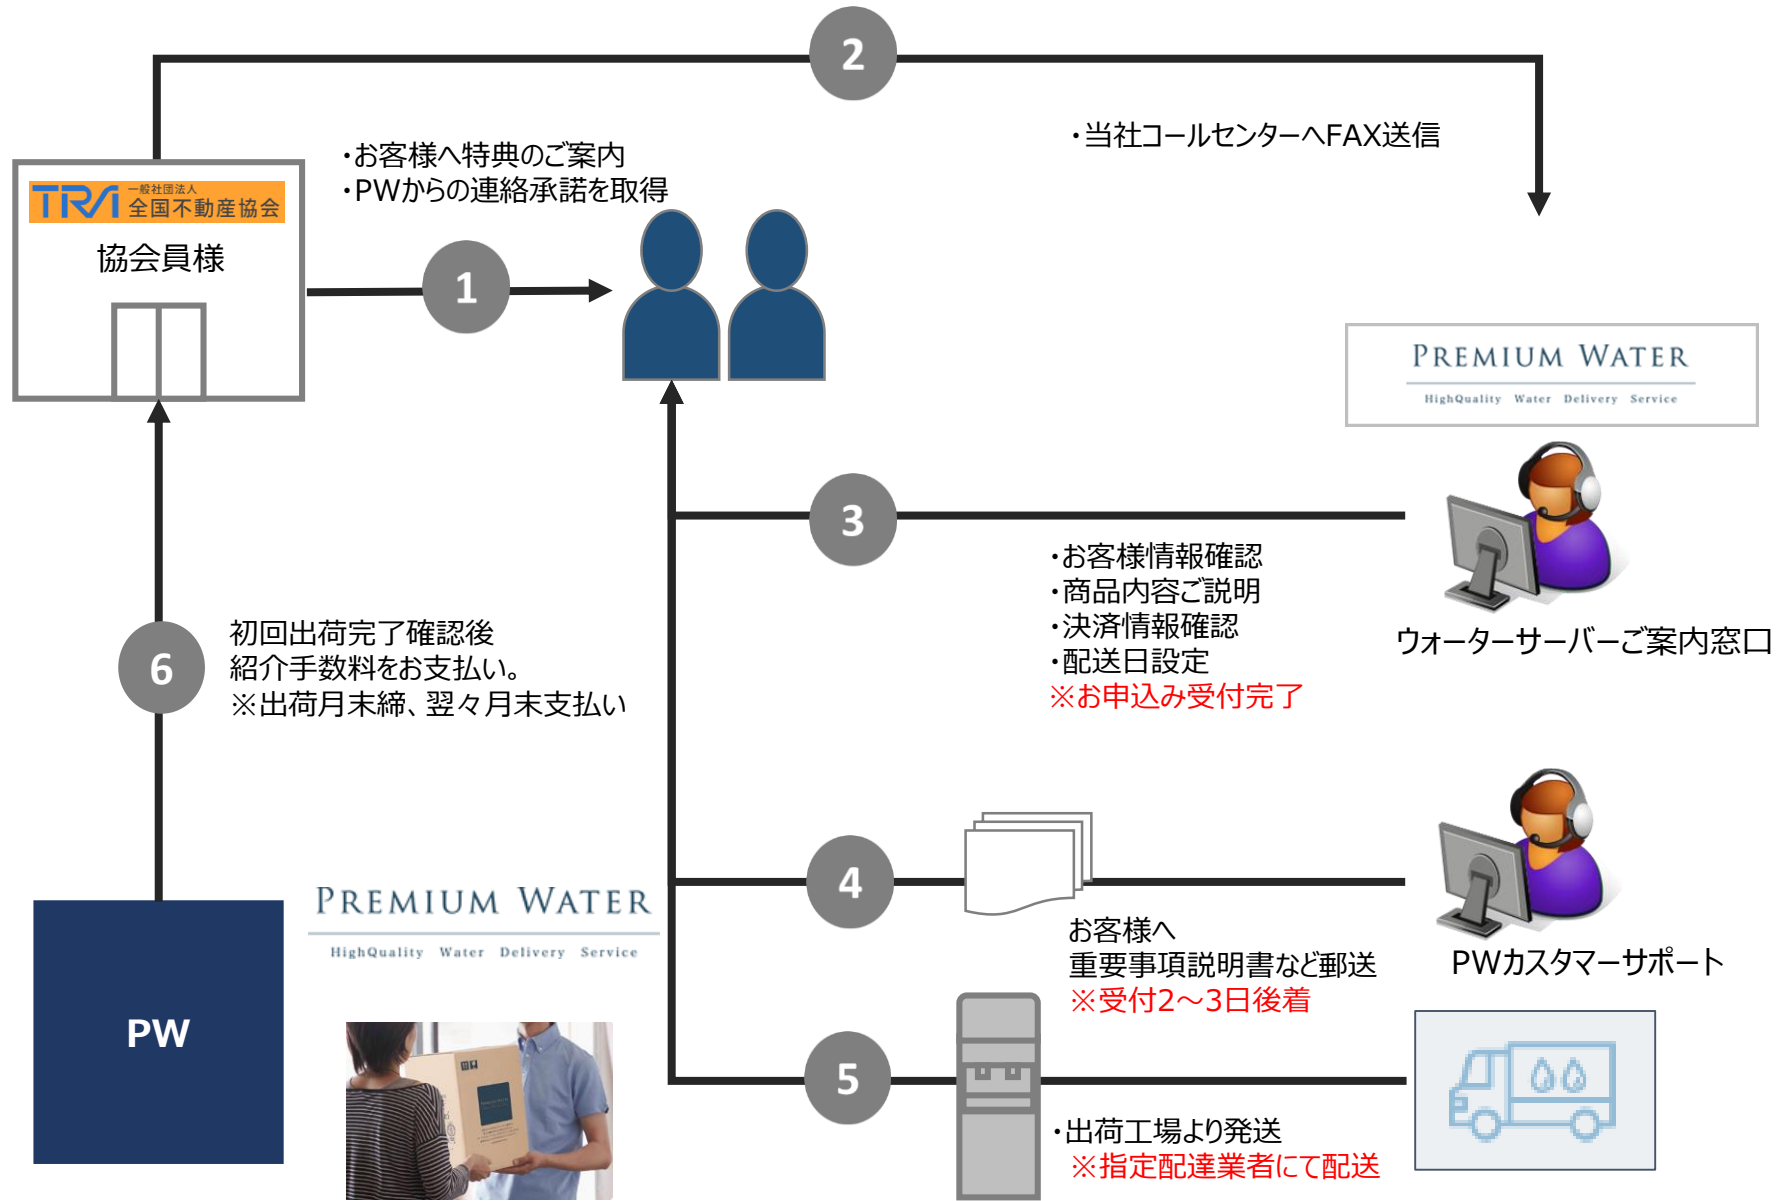 2
・当社コールセンターへFAX送信
・お客様へ特典のご案内
・PWからの連絡承諾を取得
TRA 一般社団法人
全国不動産協会
協会員様
1
PREMIUM WATER
HighQuality Water Delivery Service
3
・お客様情報確認
・商品内容ご説明
・決済情報確認
・配送日設定
※お申込み受付完了
ウォーターサーバーご案内窓口
6
初回出荷完了確認後
紹介手数料をお支払い。
※出荷月末締、翌々月末支払い
4
お客様へ
重要事項説明書など郵送
※受付2～3日後着
PWカスタマーサポート
PREMIUM WATER
HighQuality Water Delivery Service
PW
5
・出荷工場より発送
※指定配達業者にて配送